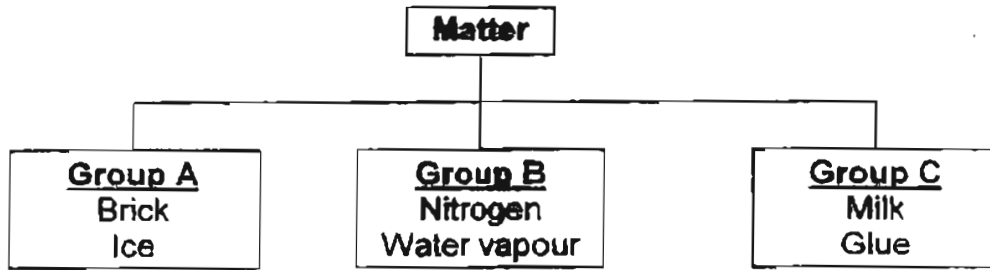 Matter
Group A
Brick
Ice
Group B
Nitrogen
Water vapour
Group C
Milk
Glue